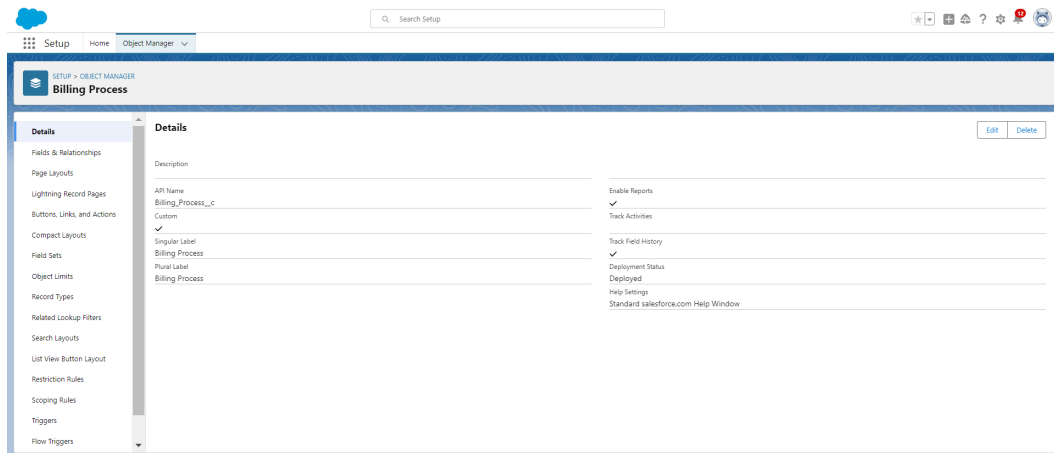 Search Setup
12
Setup
Home
Object Manager
SETUP > OBJECT MANAGER
Billing Process
Details
Fields & Relationships
Page Layouts
Lightning Record Pages
Buttons, Links, and Actions
Compact Layouts
Field Sets
Object Limits
Record Types
Related Lookup Filters
Search Layouts
List View Button Layout
Restriction Rules
Scoping Rules
Triggers
Flow Triggers
Details
Edit
Delete
Description
API Name
Billing_Process__c
Custom
Singular Label
Billing Process
Plural Label
Billing Process
Enable Reports
Track Activities
Track Field History
Deployment Status
Deployed
Help Settings
Standard salesforce.com Help Window